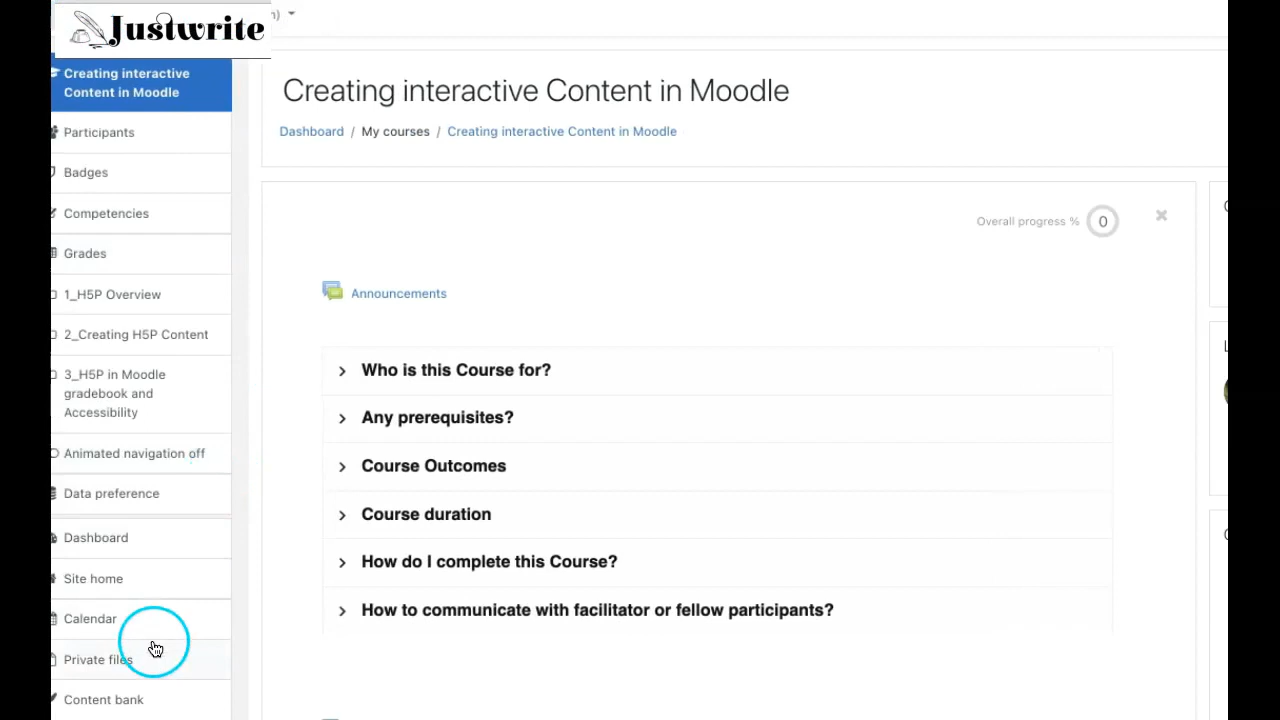 Justwrite
n)
Creating interactive
Content in Moodle
Participants
Badges
Competencies
Grades
1_H5P Overview
2_Creating H5P Content
3_H5P in Moodle
gradebook and
Accessibility
Animated navigation off
Data preference
Dashboard
Site home
Calendar
Private files
Content bank
Creating interactive Content in Moodle
Dashboard / My courses / Creating interactive Content in Moodle
Overall progress % 0
Announcements
Who is this Course for?
Any prerequisites?
Course Outcomes
Course duration
How do I complete this Course?
How to communicate with facilitator or fellow participants?